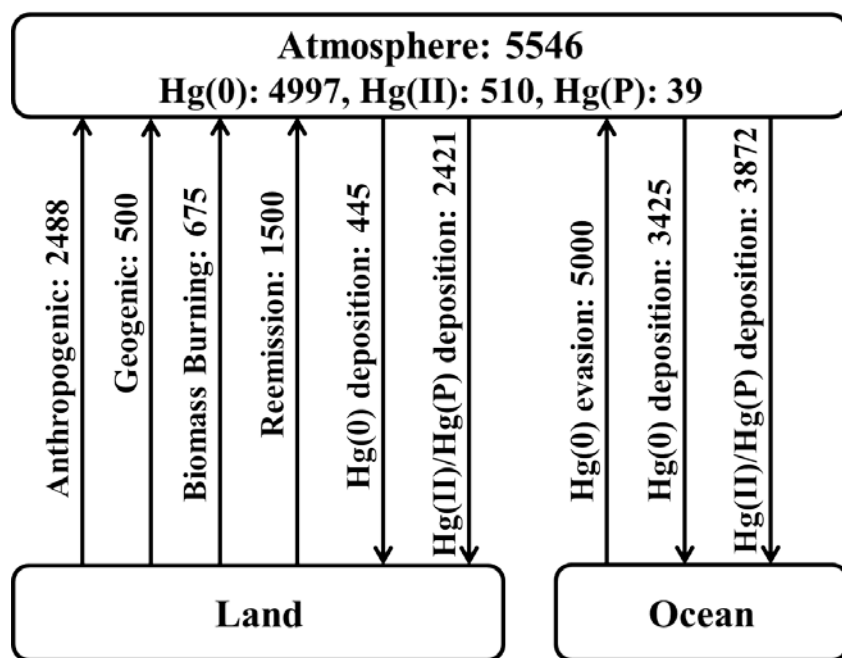 Atmosphere: 5546
Hg(0): 4997, Hg(II): 510, Hg(P): 39
Anthropogenic: 2488
Geogenic: 500
Biomass Burning: 675
Reemission: 1500
Hg(0) deposition: 445
Hg(II)/Hg(P) deposition: 2421
Hg(0) evasion: 5000
Hg(0) deposition: 3425
Hg(II)/Hg(P) deposition: 3872
Land
Ocean